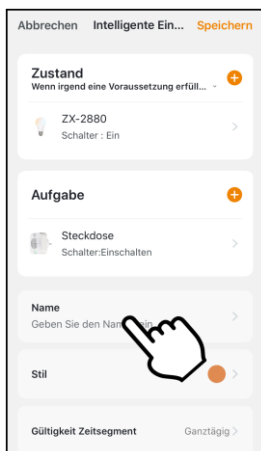 Abbrechen Intelligente Ein... Speichern
Zustand
Wenn irgend eine Voraussetzung erfüll...
ZX-2880
Schalter : Ein
Aufgabe
Steckdose
Schalter:Einschalten
Name
Geben Sie den ein
Stil
Gültigkeit Zeitsegment Ganztägig